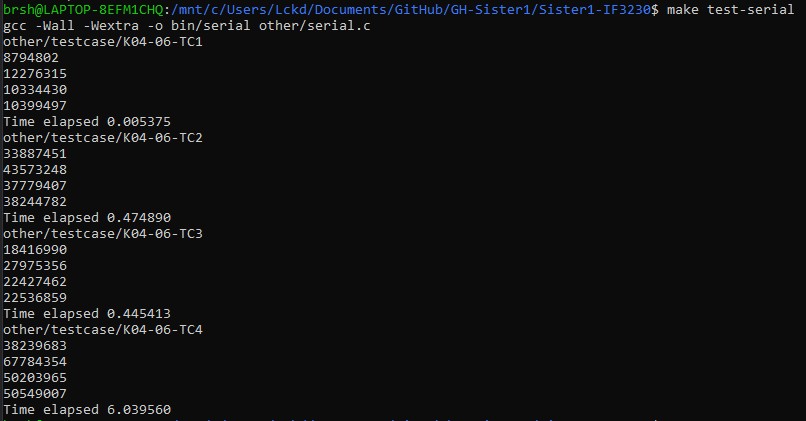 brsh@LAPTOP-8EFM1CHQ:/mnt/c/Users/Lckd/Documents/GitHub/GH-Sister1/Sister1-IF3230$ make test-serial
gcc -Wall -Wextra -o bin/serial other/serial.c
other/testcase/K04-06-TC1
8794802
12276315
10334430
10399497
Time elapsed 0.005375
other/testcase/K04-06-TC2
33887451
43573248
37779407
38244782
Time elapsed 0.474890
other/testcase/K04-06-TC3
18416990
27975356
22427462
22536859
Time elapsed 0.445413
other/testcase/K04-06-TC4
38239683
67784354
50203965
50549007
Time elapsed 6.039560